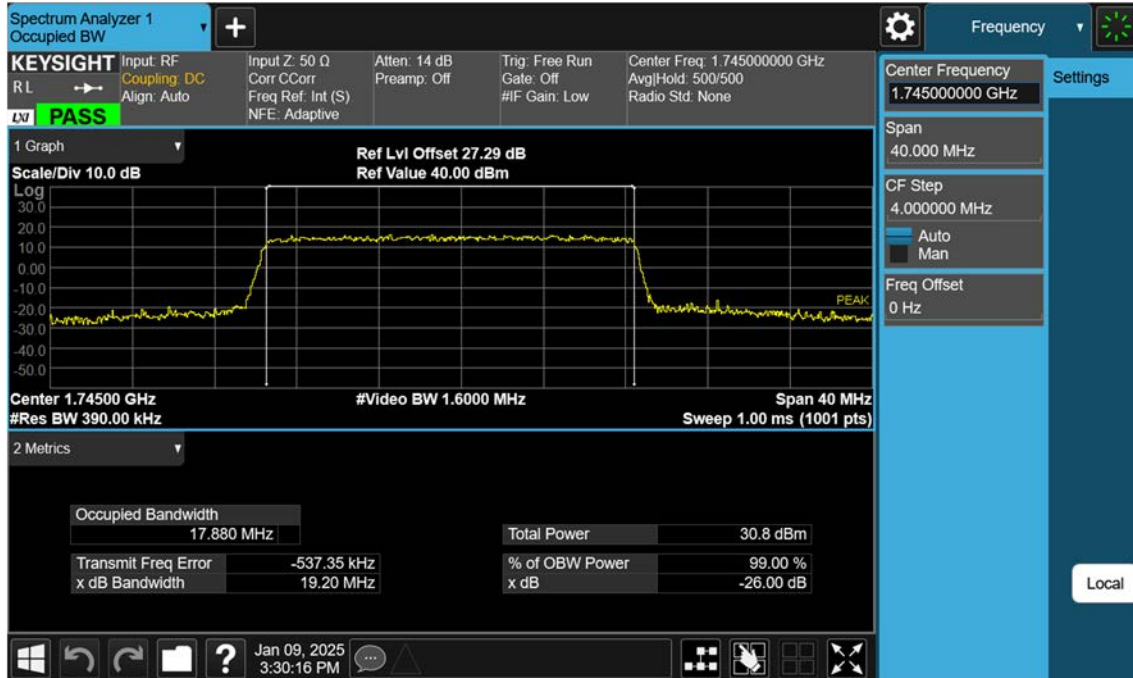 Spectrum Analyzer 1
Occupied BW
Frequency
KEYSIGHT
R L
LXI PASS
Input: RF
Coupling: DC
Align: Auto
Input Z: 50 Ω
Corr CCorr
Freq Ref: Int (S)
NFE: Adaptive
Atten: 14 dB
Preamp: Off
Trig: Free Run
Gate: Off
#IF Gain: Low
Center Freq: 1.745000000 GHz
Avg|Hold: 500/500
Radio Std: None
1 Graph
Scale/Div 10.0 dB
Ref Lvl Offset 27.29 dB
Ref Value 40.00 dBm
Log
30.0
20.0
10.0
0.00
-10.0
-20.0
-30.0
-40.0
-50.0
PEAK
Center 1.74500 GHz
#Video BW 1.6000 MHz
Span 40 MHz
#Res BW 390.00 kHz
Sweep 1.00 ms (1001 pts)
2 Metrics
Occupied Bandwidth
17.880 MHz
Total Power 30.8 dBm
Transmit Freq Error -537.35 kHz
% of OBW Power 99.00 %
x dB Bandwidth 19.20 MHz
x dB -26.00 dB
Center Frequency
1.745000000 GHz
Span
40.000 MHz
CF Step
4.000000 MHz
Auto
Man
Freq Offset
0 Hz
Settings
Local
?
Jan 09, 2025
3:30:16 PM